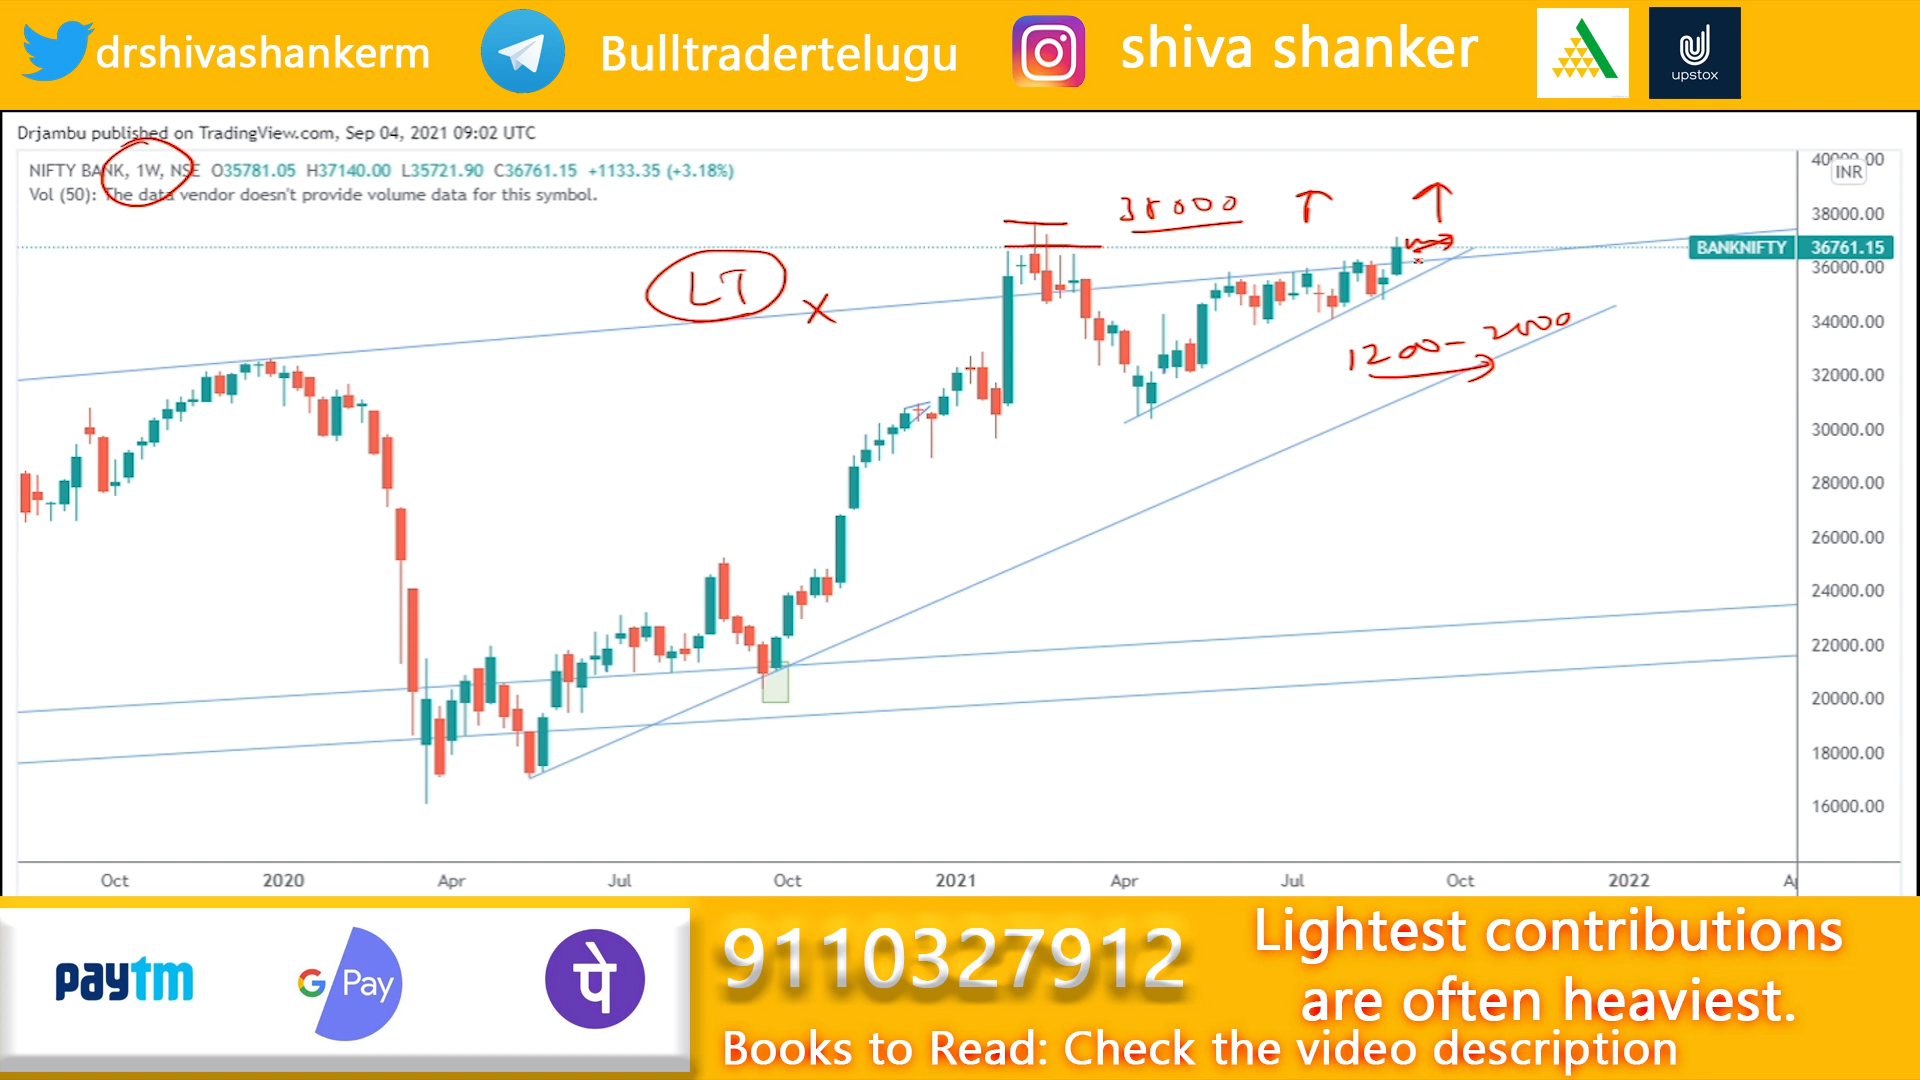 drshivashankerm Bulltradertelugu shiva shanker
upstox
Drjambu published on TradingView.com, Sep 04, 2021 09:02 UTC
NIFTY BANK, 1W, NSE O35781.05 H37140.00 L35721.90 C36761.15 +1133.35 (+3.18%)
Vol (50): The data vendor doesn't provide volume data for this symbol.
40000.00
INR
38000
38000.00
BANKNIFTY 36761.15
36000.00
LT
X
34000.00
1200-2000
32000.00
30000.00
28000.00
26000.00
24000.00
22000.00
20000.00
18000.00
16000.00
Oct 2020 Apr Jul Oct 2021 Apr Jul Oct 2022
paytm G Pay पे
9110327912
Lightest contributions
are often heaviest.
Books to Read: Check the video description